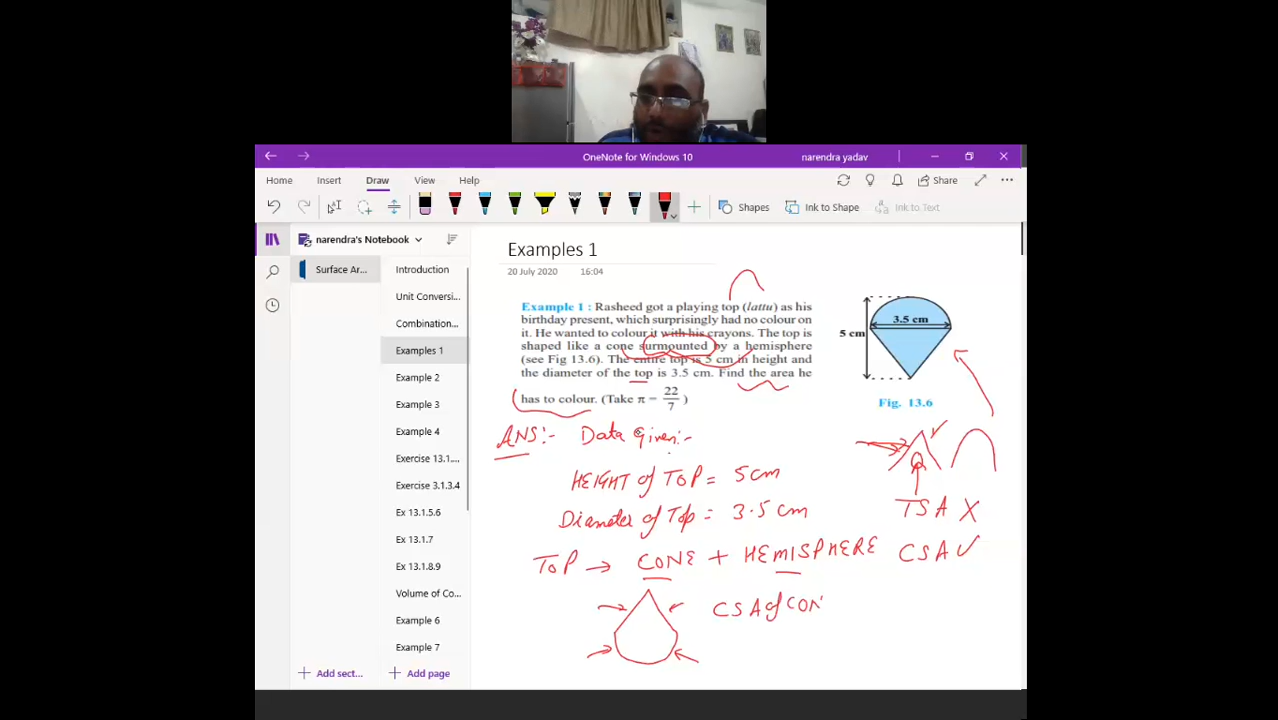 OneNote for Windows 10
narendra yadav
Home Insert Draw View Help
Share
Shapes Ink to Shape Ink to Text
narendra's Notebook
Surface Ar...
Introduction
Unit Conversi...
Combination...
Examples 1
Example 2
Example 3
Example 4
Exercise 13.1....
Exercise 3.1.3.4
Ex 13.1.5.6
Ex 13.1.7
Ex 13.1.8.9
Volume of Co...
Example 6
Example 7
Add sect...
Add page
Examples 1
20 July 2020 16:04
Example 1 : Rasheed got a playing top (lattu) as his
birthday present, which surprisingly had no colour on
it. He wanted to colour it with his crayons. The top is
shaped like a cone surmounted by a hemisphere
(see Fig 13.6). The entire top is 5 cm in height and
the diameter of the top is 3.5 cm. Find the area he
has to colour. (Take π = 22/7)
3.5 cm
5 cm
Fig. 13.6
ANS:- Data Given:-
HEIGHT of TOP = 5cm
Diameter of Top = 3.5 cm
TSA X
TOP → CONE + HEMISPHERE CSA ✓
CSA of CON